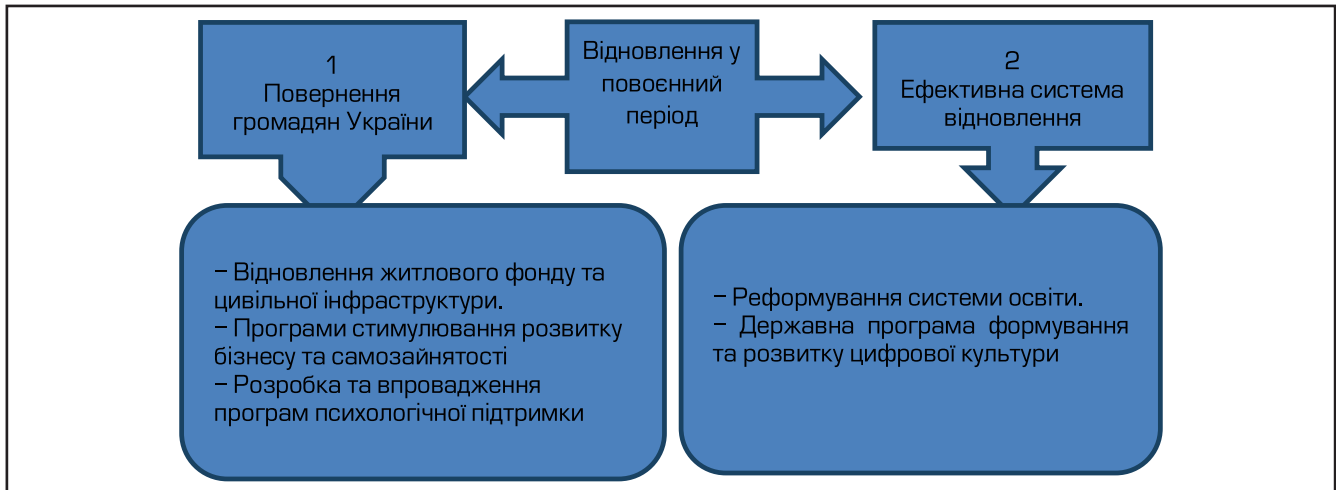 1
Повернення
громадян України
Відновлення у
повоєнний
період
2
Ефективна система
відновлення
– Відновлення житлового фонду та
цивільної інфраструктури.
– Програми стимулювання розвитку
бізнесу та самозайнятості
– Розробка та впровадження
програм психологічної підтримки
– Реформування системи освіти.
– Державна програма формування
та розвитку цифрової культури